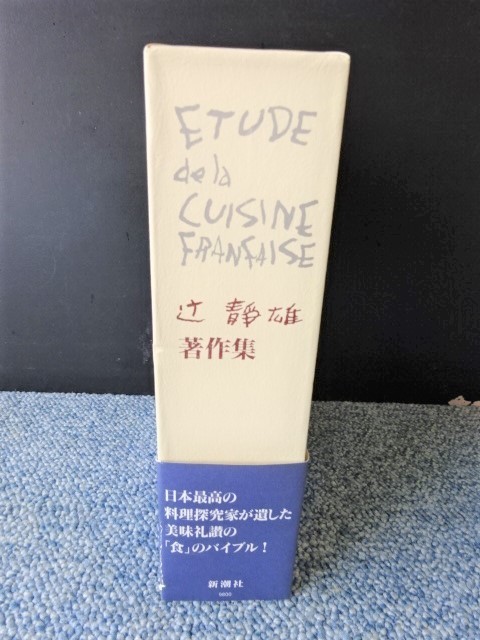 ETUDE
de la
CUISINE
FRANÇAISE
辻 静雄
著作集
日本最高の
料理探究家が遺した
美味礼讃の
「食」のバイブル！
新潮社